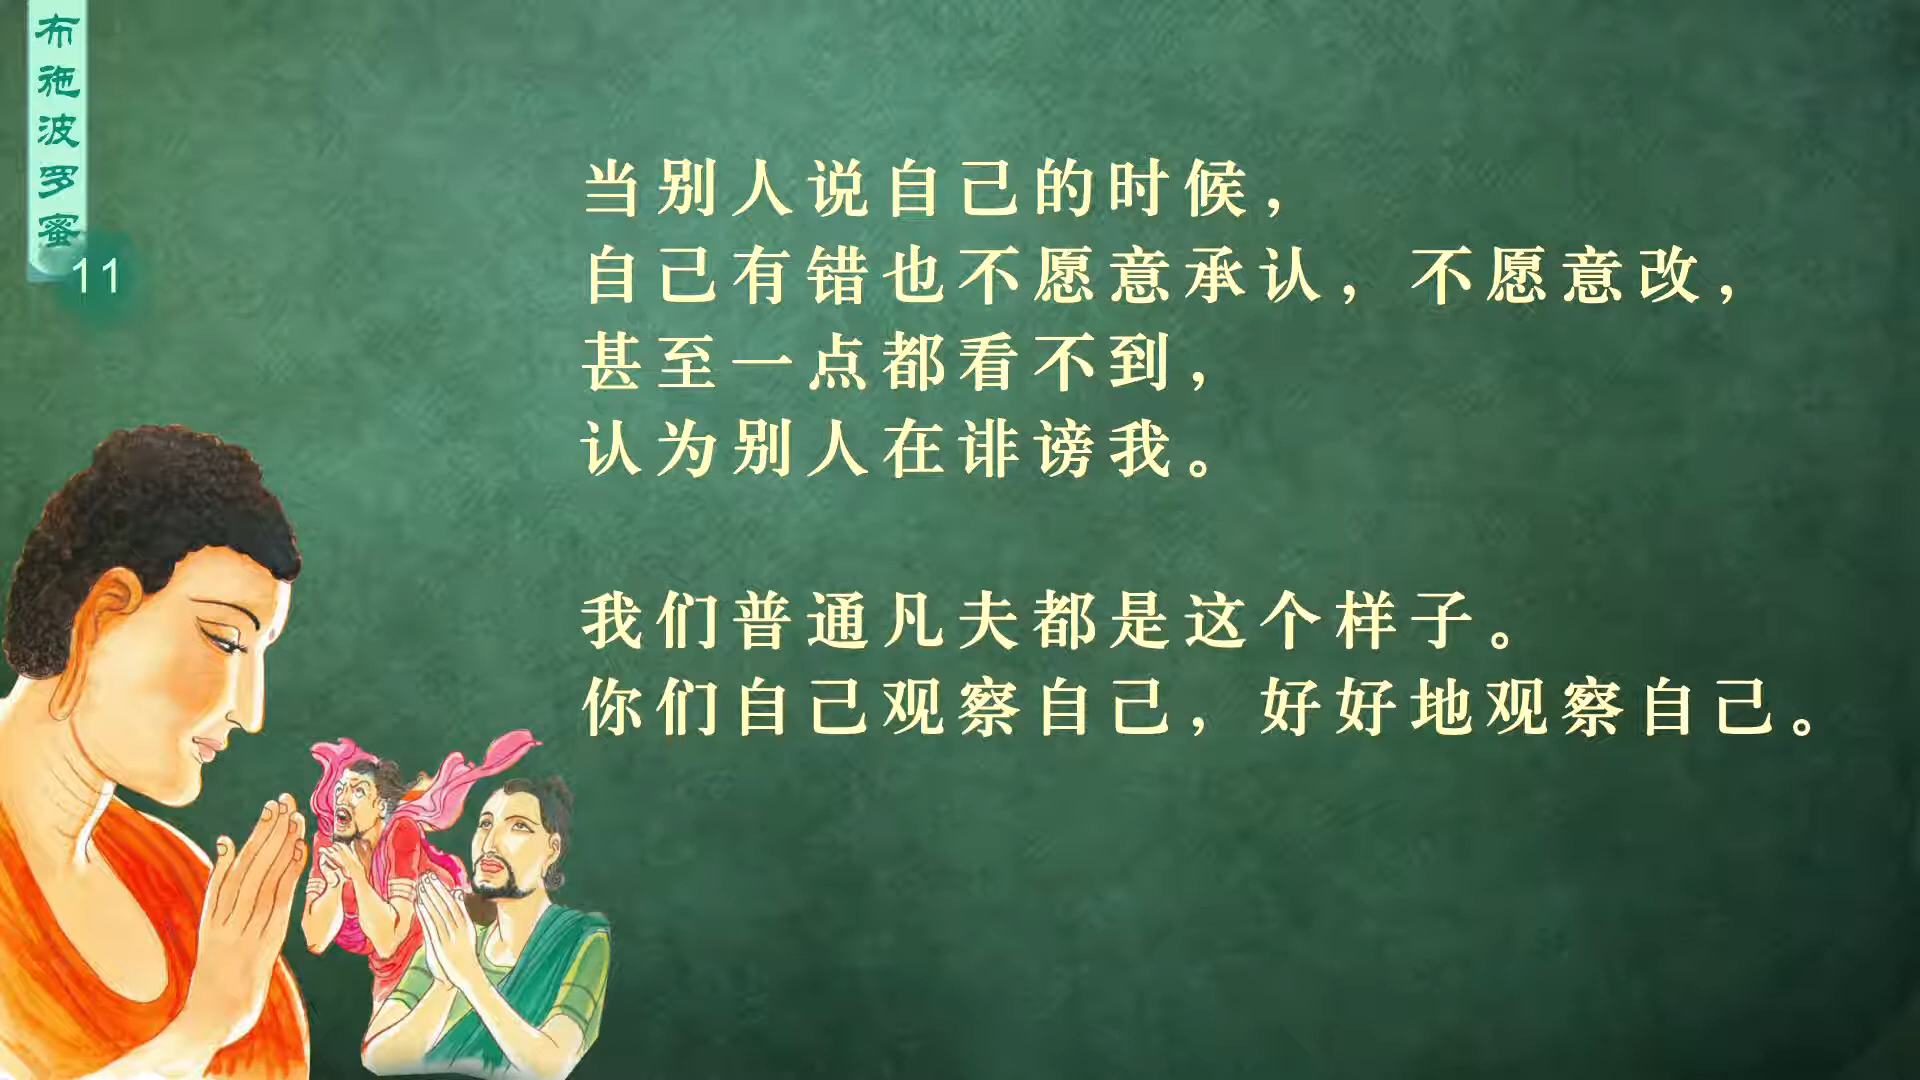 布施波罗蜜
11
当别人说自己的时候，
自己有错也不愿意承认，不愿意改，
甚至一点都看不到，
认为别人在诽谤我。
我们普通凡夫都是这个样子。
你们自己观察自己，好好地观察自己。